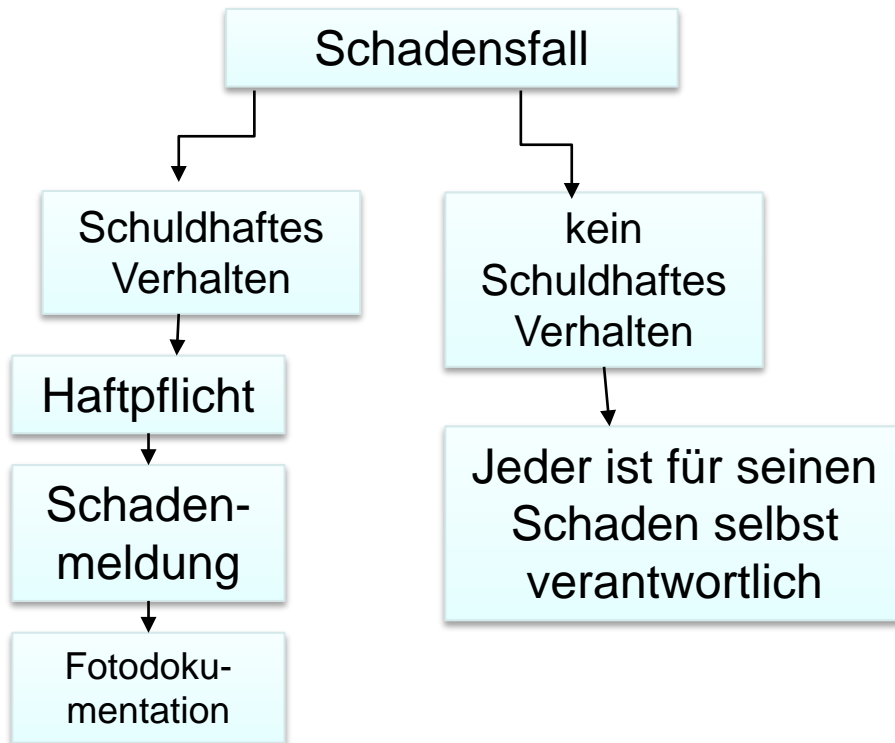 Schadensfall
Schuldhaftes
Verhalten
kein
Schuldhaftes
Verhalten
Haftpflicht
Jeder ist für seinen
Schaden selbst
verantwortlich
Schaden-
meldung
Fotodoku-
mentation